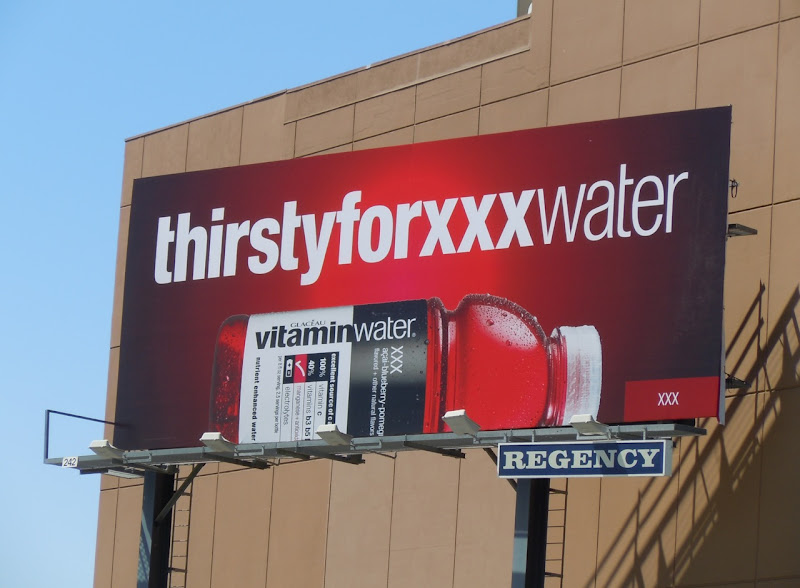 thirstyforxxxwater
GLACÉAU
vitaminwater
XXX
açai-blueberry-pomeg
flavored + other natural flavors
excellent source of c
100% vitamin c
40% vitamins b3 b5
electrolytes
nutrient enhanced water
XXX
REGENCY
242